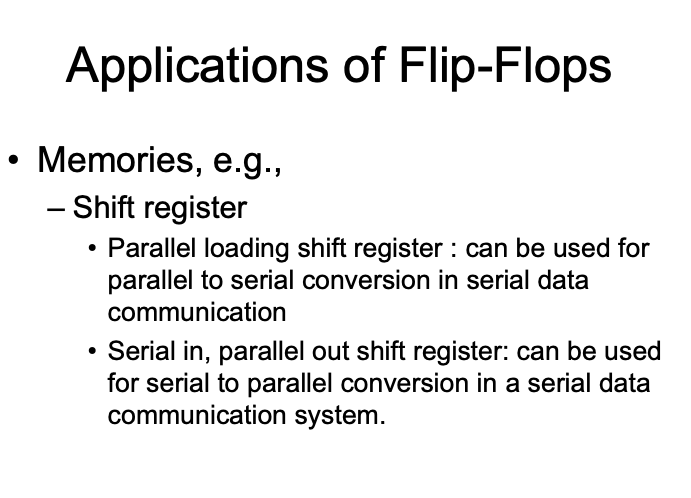 Applications of Flip-Flops
• Memories, e.g.,
– Shift register
• Parallel loading shift register : can be used for
parallel to serial conversion in serial data
communication
• Serial in, parallel out shift register: can be used
for serial to parallel conversion in a serial data
communication system.